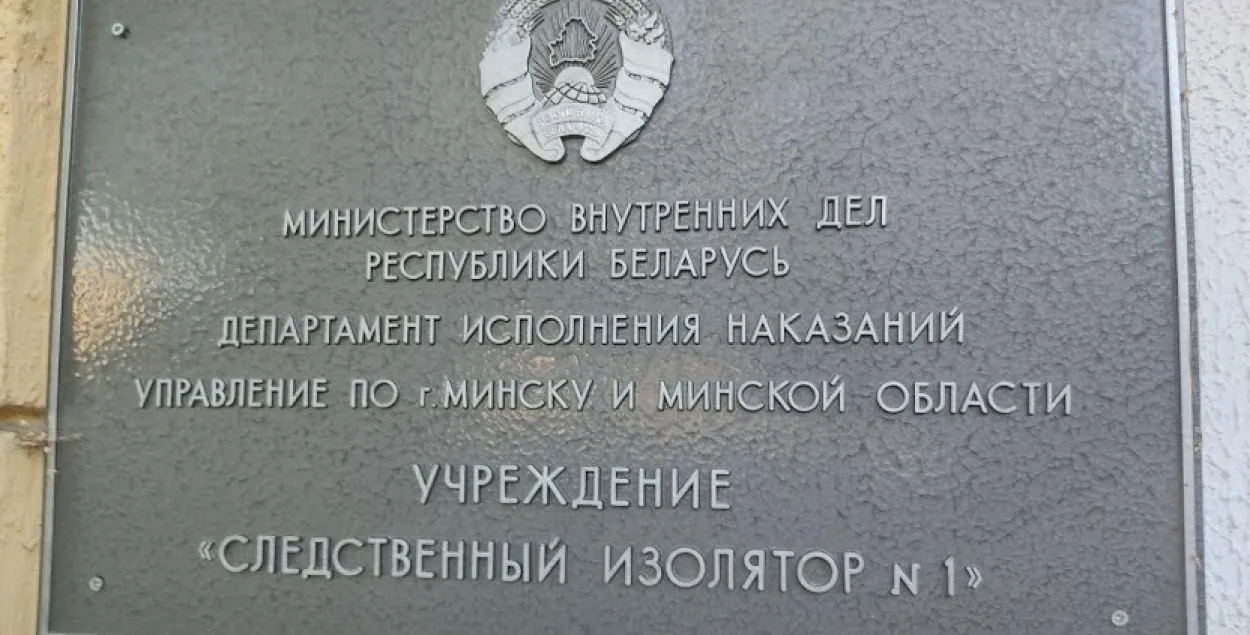 МИНИСТЕРСТВО ВНУТРЕННИХ ДЕЛ
РЕСПУБЛИКИ БЕЛАРУСЬ
ДЕПАРТАМЕНТ ИСПОЛНЕНИЯ НАКАЗАНИЙ
УПРАВЛЕНИЕ ПО г.МИНСКУ И МИНСКОЙ ОБЛАСТИ
УЧРЕЖДЕНИЕ
«СЛЕДСТВЕННЫЙ ИЗОЛЯТОР N 1»